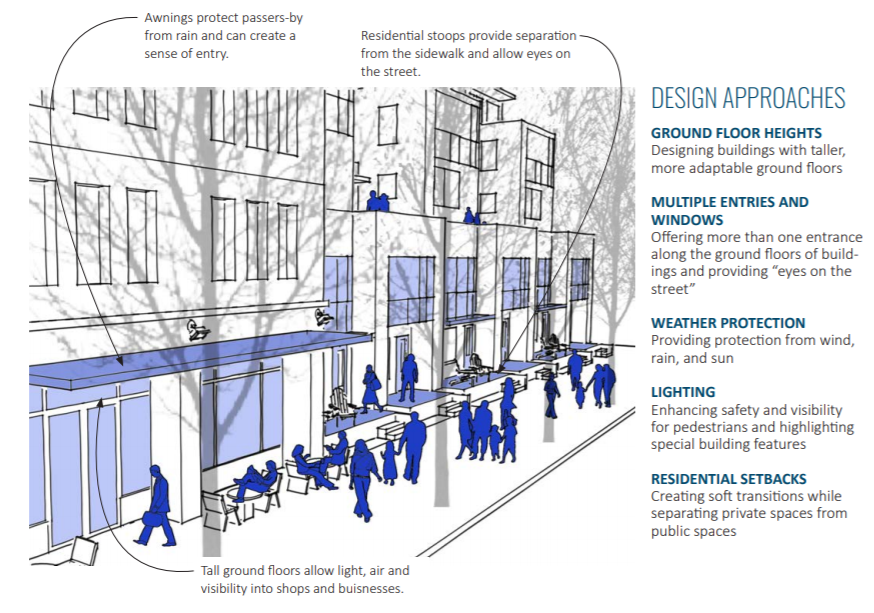 Awnings protect passers-by
from rain and can create a
sense of entry.
Residential stoops provide separation
from the sidewalk and allow eyes on
the street.
Tall ground floors allow light, air and
visibility into shops and buisnesses.
DESIGN APPROACHES
GROUND FLOOR HEIGHTS
Designing buildings with taller,
more adaptable ground floors
MULTIPLE ENTRIES AND
WINDOWS
Offering more than one entrance
along the ground floors of build-
ings and providing “eyes on the
street”
WEATHER PROTECTION
Providing protection from wind,
rain, and sun
LIGHTING
Enhancing safety and visibility
for pedestrians and highlighting
special building features
RESIDENTIAL SETBACKS
Creating soft transitions while
separating private spaces from
public spaces